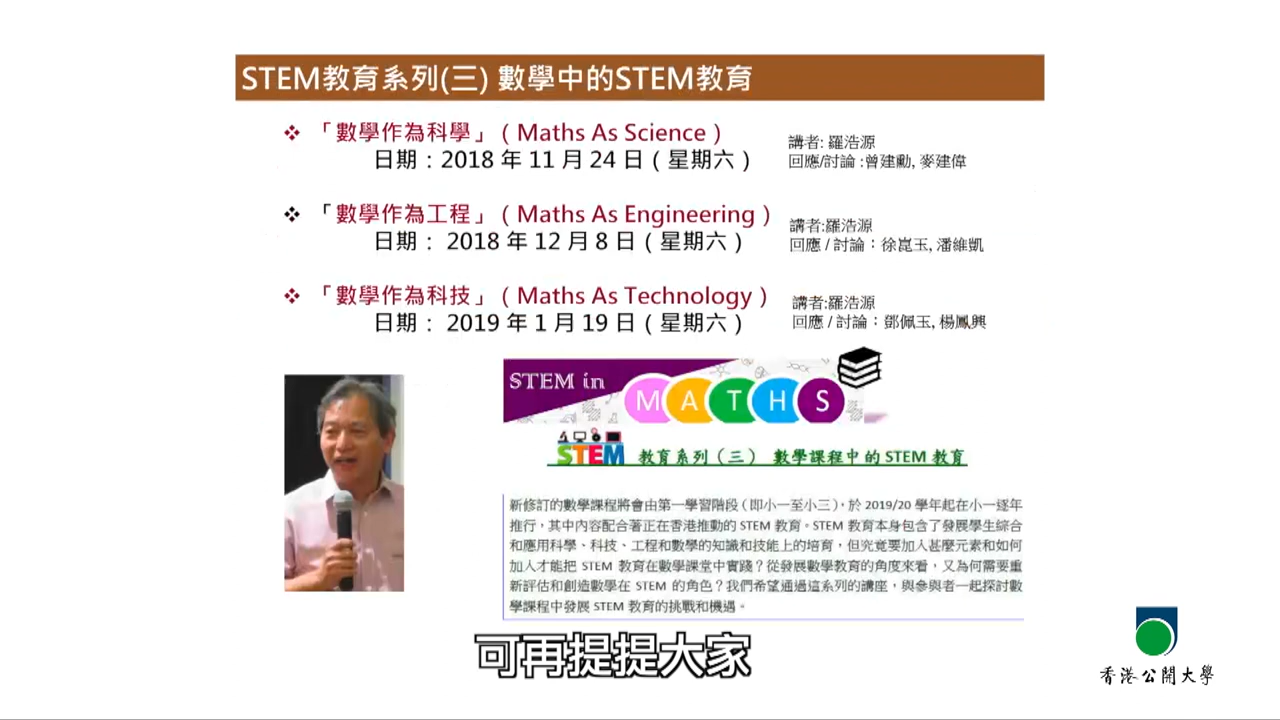 STEM教育系列(三) 數學中的STEM教育
❖ 「數學作為科學」（Maths As Science）
日期：2018 年 11 月 24 日（星期六）
講者: 羅浩源
回應/討論 :曾建勳, 麥建偉
❖ 「數學作為工程」（Maths As Engineering）
日期： 2018 年 12 月 8 日（星期六）
講者:羅浩源
回應 / 討論：徐崑玉, 潘維凱
❖ 「數學作為科技」（Maths As Technology）
日期： 2019 年 1 月 19 日（星期六）
講者:羅浩源
回應 / 討論：鄧佩玉, 楊鳳興
STEM in MATHS
STEM 教育系列（三） 數學課程中的 STEM 教育
新修訂的數學課程將會由第一學習階段（即小一至小三），於 2019/20 學年起在小一逐年
推行，其中內容配合著正在香港推動的 STEM 教育。STEM 教育本身包含了發展學生綜合
和應用科學、科技、工程和數學的知識和技能上的培育，但究竟要加入甚麼元素和如何
加入才能把 STEM 教育在數學課堂中實踐？從發展數學教育的角度來看，又為何需要重
新評估和創造數學在 STEM 的角色？我們希望通過這系列的講座，與參與者一起探討數
學課程中發展 STEM 教育的挑戰和機遇。
可再提提大家
香港公開大學